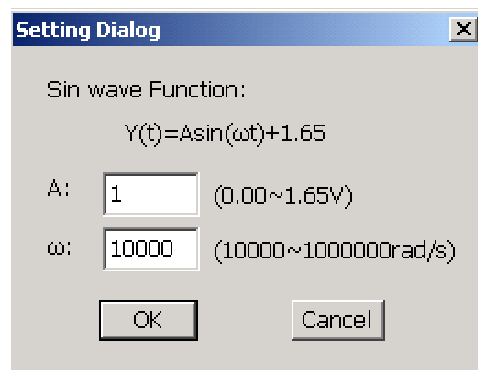 Setting Dialog
Sin wave Function:
Y(t)=Asin(ωt)+1.65
A: 1 (0.00~1.65V)
ω: 10000 (10000~1000000rad/s)
OK Cancel